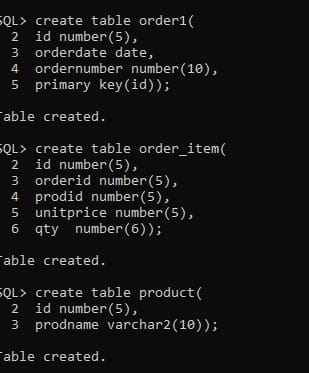 SQL> create table order1(
2 id number(5),
3 orderdate date,
4 ordernumber number(10),
5 primary key(id));
Table created.
SQL> create table order_item(
2 id number(5),
3 orderid number(5),
4 prodid number(5),
5 unitprice number(5),
6 qty  number(6));
Table created.
SQL> create table product(
2 id number(5),
3 prodname varchar2(10));
Table created.